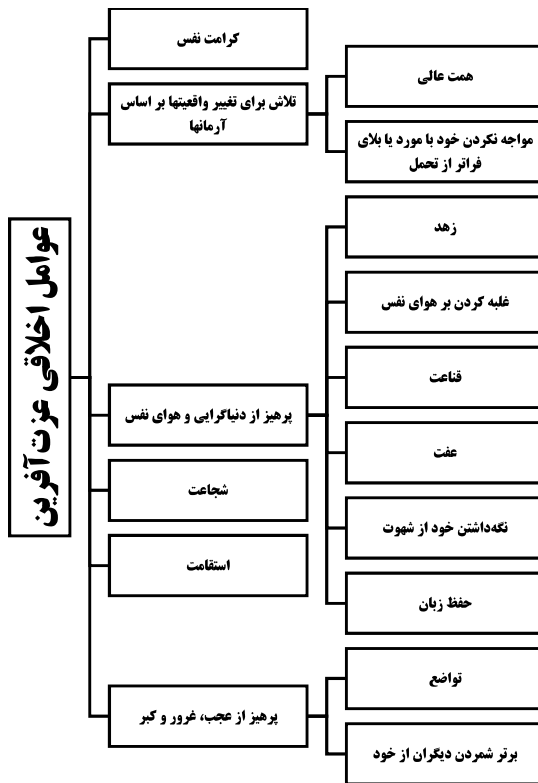 عوامل اخلاقی عزت‌آفرین
کرامت نفس
تلاش برای تغییر واقعیتها بر اساس
آرمانها
همت عالی
مواجه نکردن خود با مورد یا بلای
فراتر از تحمل
پرهیز از دنیاگرایی و هوای نفس
زهد
غلبه کردن بر هوای نفس
قناعت
عفت
نگه‌داشتن خود از شهوت
حفظ زبان
شجاعت
استقامت
پرهیز از عجب، غرور و کبر
تواضع
برتر شمردن دیگران از خود